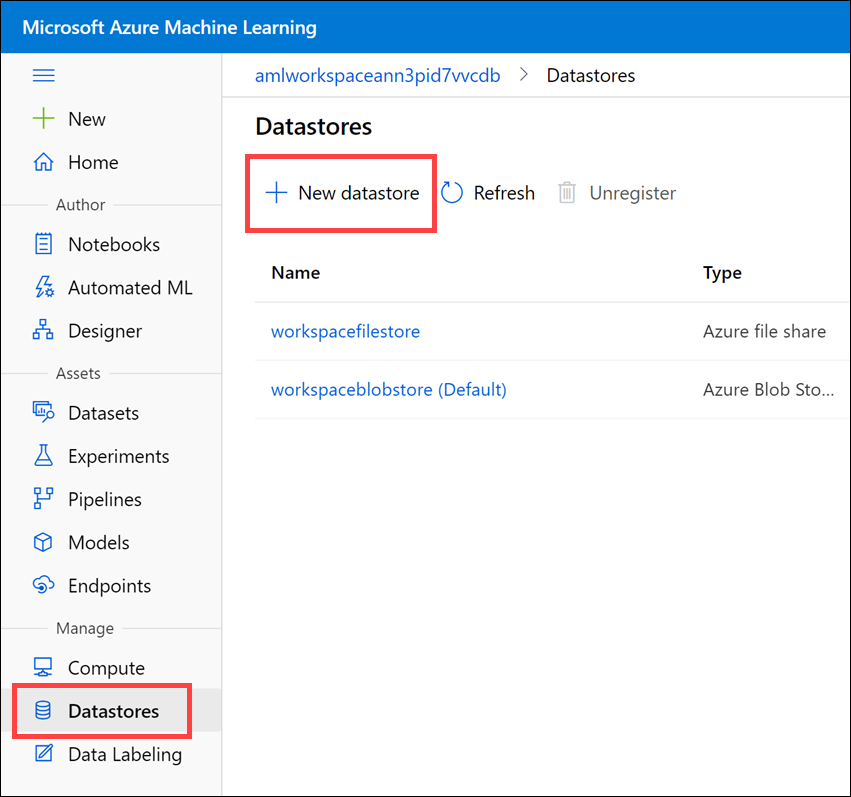 Microsoft Azure Machine Learning
New
Home
Author
Notebooks
Automated ML
Designer
Assets
Datasets
Experiments
Pipelines
Models
Endpoints
Manage
Compute
Datastores
Data Labeling
amlworkspaceann3pid7vvcdb > Datastores
Datastores
New datastore Refresh Unregister
Name Type
workspacefilestore Azure file share
workspaceblobstore (Default) Azure Blob Sto...